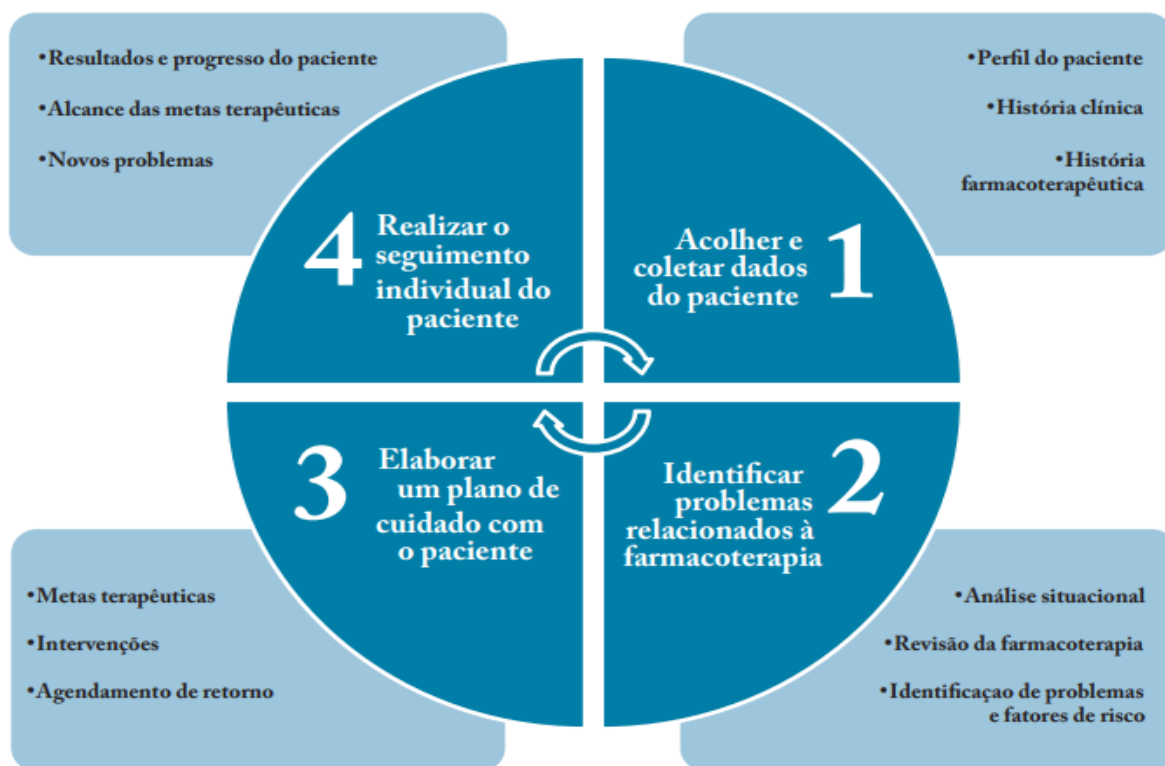 •Resultados e progresso do paciente
•Alcance das metas terapêuticas
•Novos problemas
•Perfil do paciente
•História clínica
•História
farmacoterapêutica
4
Realizar o
seguimento
individual do
paciente
Acolher e
coletar dados
do paciente
1
3
Elaborar
um plano de
cuidado com
o paciente
Identificar
problemas
relacionados à
farmacoterapia
2
•Metas terapêuticas
•Intervenções
•Agendamento de retorno
•Análise situacional
•Revisão da farmacoterapia
•Identificaçao de problemas
e fatores de risco